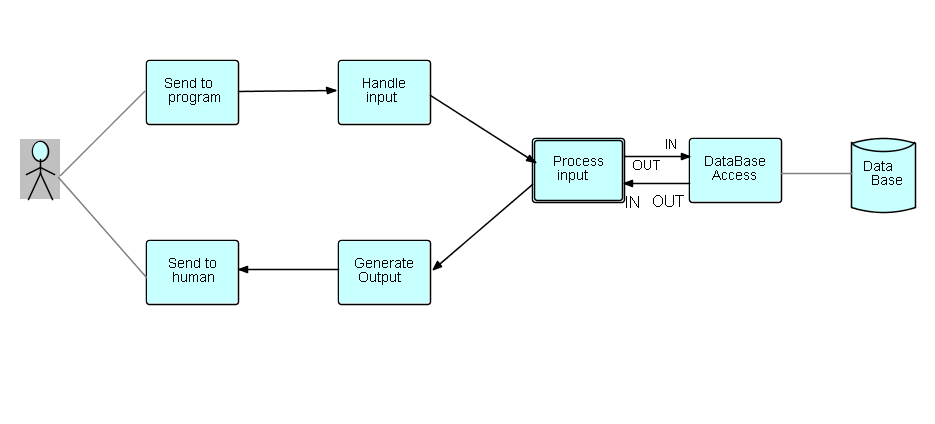 Send to
program
Handle
input
Process
input
IN
OUT
IN
OUT
DataBase
Access
Data
Base
Send to
human
Generate
Output